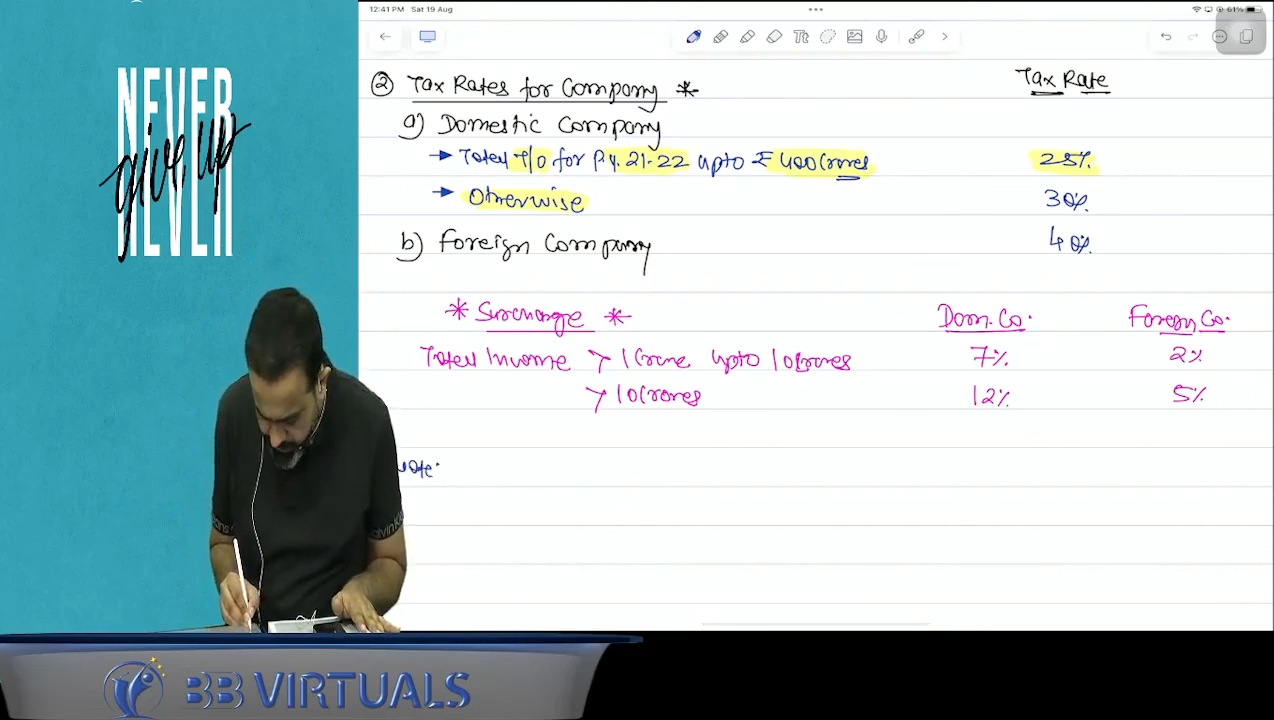 12:41 PM Sat 19 Aug
61%
NEVER
give up
NEVER
② Tax Rates for Company *
Tax Rate
a) Domestic Company
→ Total T/O for P.Y. 21-22 upto ₹ 400 Crores 25%
→ Otherwise 30%
b) Foreign Company 40%
* Surcharge * Dom. Co. Foreign Co.
Total Income > 1 Crore upto 10 Crores 7% 2%
> 10 Crores 12% 5%
Note:
BB VIRTUALS